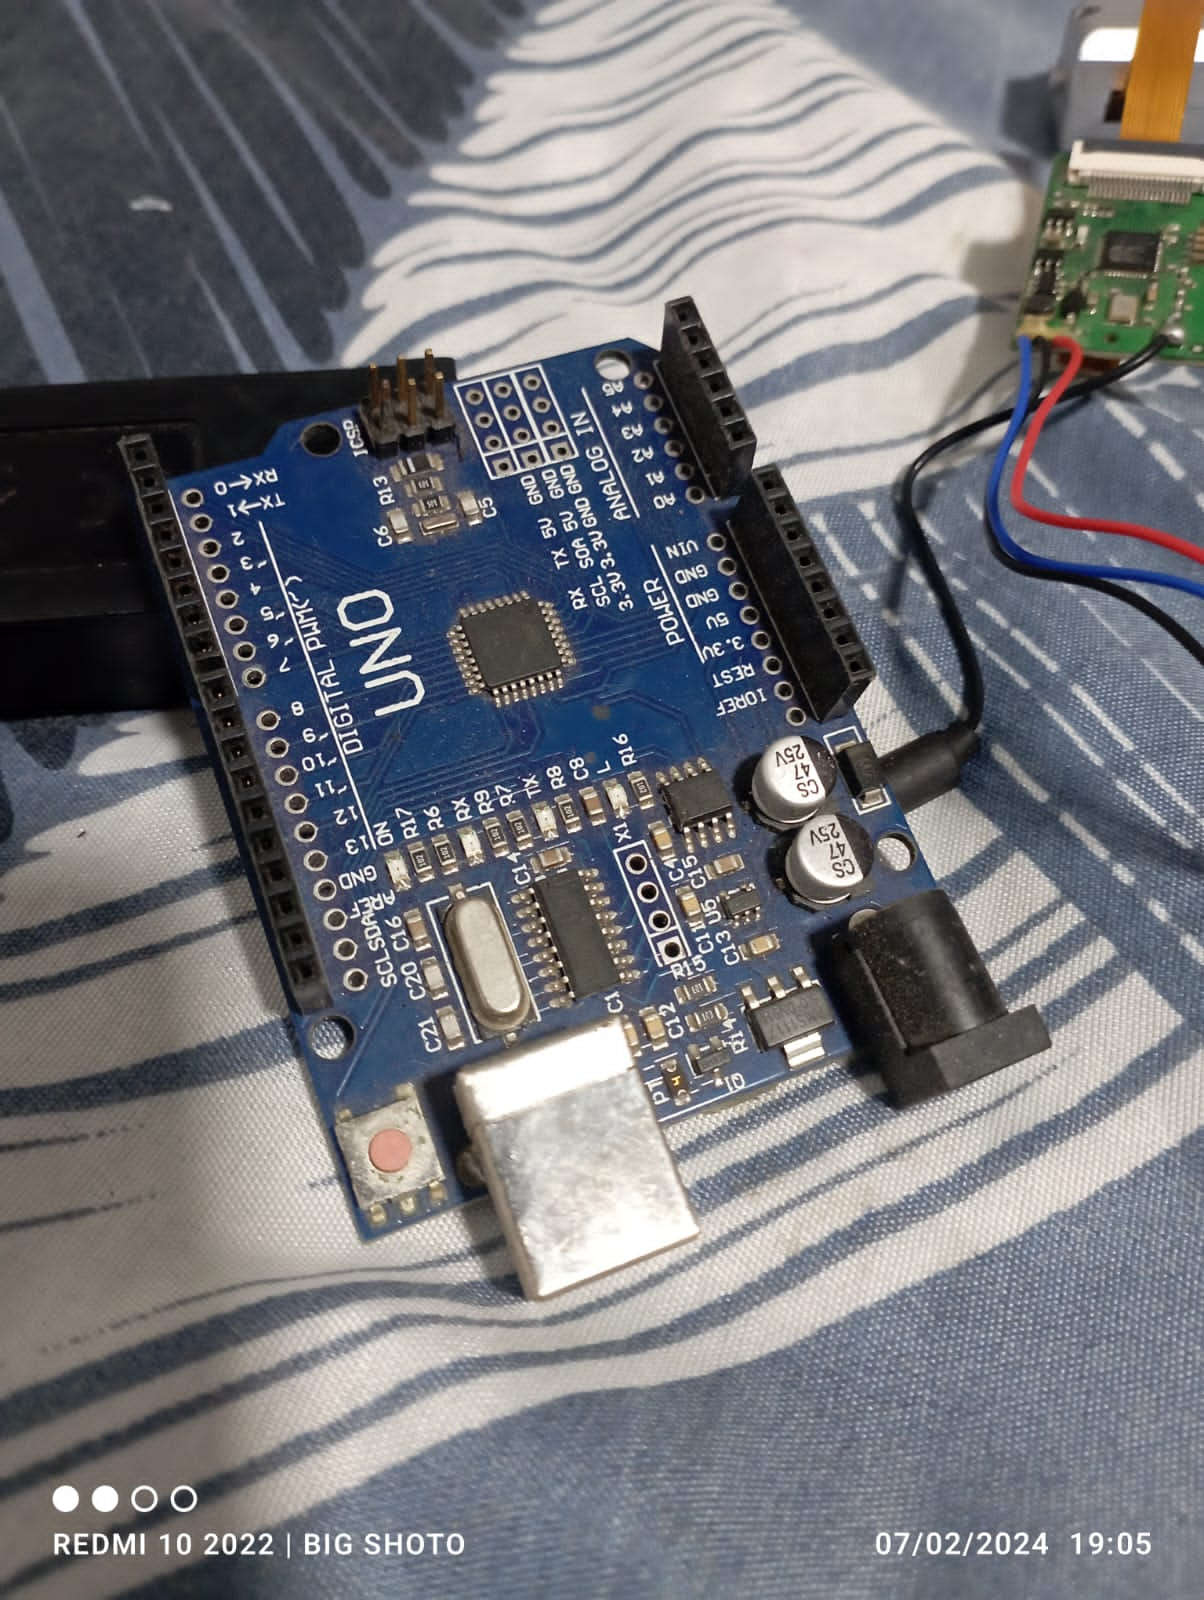 ICSP
R13
C6
C5
RX←0
TX→1
2
~3
4
~5
~6
7
8
~9
~10
~11
12
13
GND
AREF
SDA
SCL
DIGITAL PWM(~)
UNO
ANALOG IN
A5
A4
A3
A2
A1
A0
GND GND GND
RX TX 5V
SCL SDA 5V GND
3.3V 3.3V GND
POWER
VIN
GND
GND
5V
3.3V
REST
IOREF
ON
R17
R6
RX
R9
R7
TX
R8
C8
L
R16
C14
X1
C4
C15
U5
C11
C13
C16
C20
C21
R15
C1
C12
R14
Q1
CS
47
25V
CS
47
25V
REDMI 10 2022 | BIG SHOTO
07/02/2024 19:05